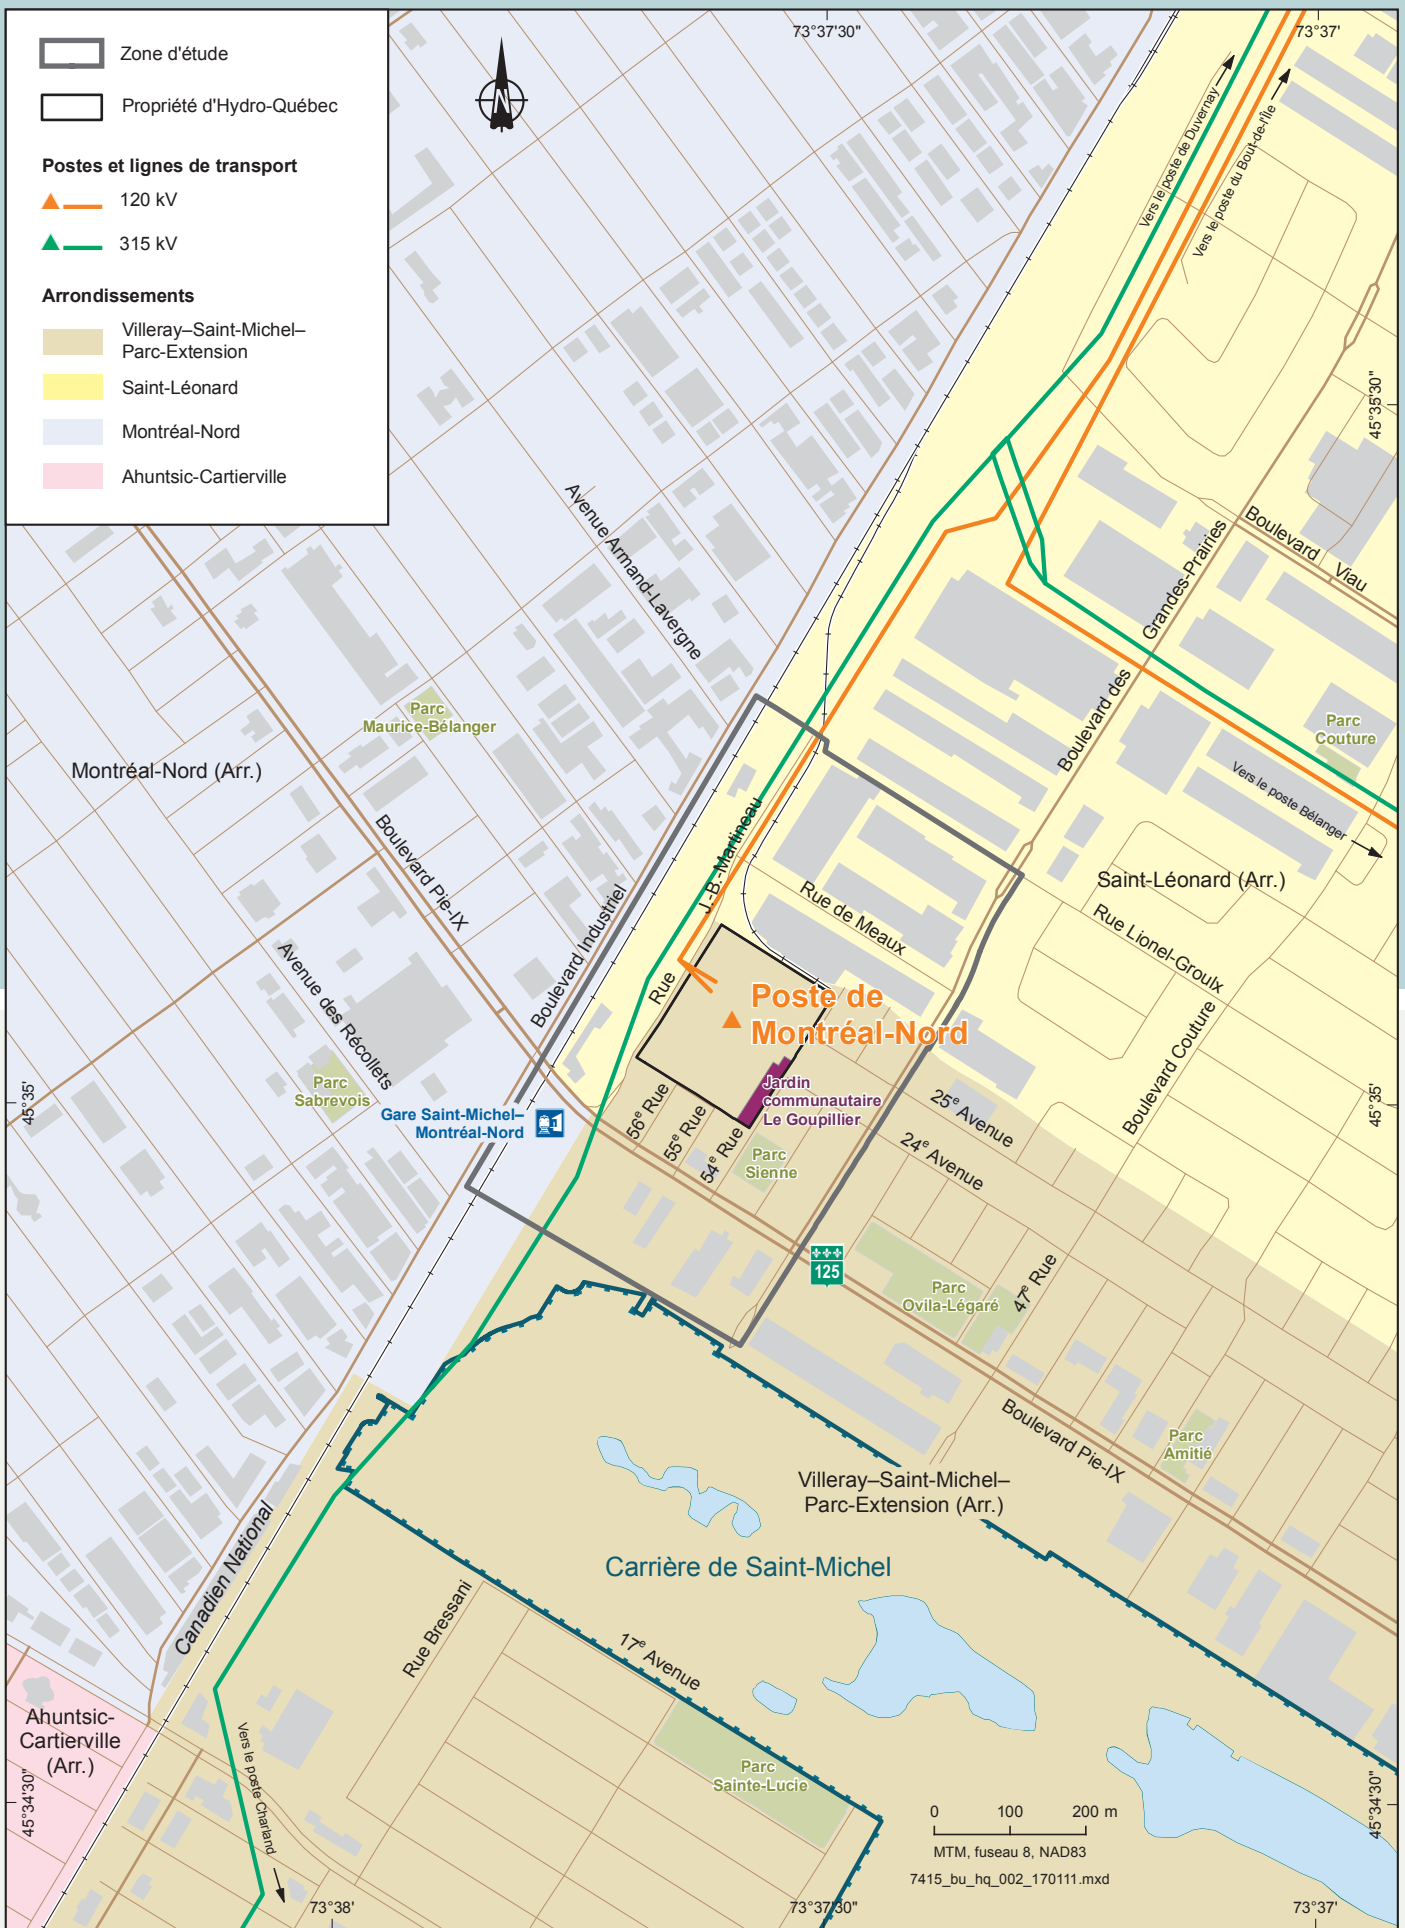 Zone d'étude
Propriété d'Hydro-Québec
Postes et lignes de transport
120 kV
315 kV
Arrondissements
Villeray–Saint-Michel–
Parc-Extension
Saint-Léonard
Montréal-Nord
Ahuntsic-Cartierville
N
73°37'30"
73°37'
Vers le poste de Duvernay
Vers le poste du Bout-de-l'Île
45°35'30"
Avenue Armand-Lavergne
Boulevard Viau
Boulevard des Grandes-Prairies
Parc
Maurice-Bélanger
Parc
Couture
Montréal-Nord (Arr.)
Vers le poste Bélanger
Boulevard Pie-IX
Rue J.-B.-Martineau
Saint-Léonard (Arr.)
Rue de Meaux
Rue Lionel-Groulx
Boulevard Industriel
Avenue des Récollets
Poste de
Montréal-Nord
Boulevard Couture
Parc
Sabrevois
45°35'
45°35'
Gare Saint-Michel–
Montréal-Nord
Jardin
communautaire
Le Goupillier
56e Rue
55e Rue
54e Rue
25e Avenue
24e Avenue
Parc
Sienne
125
Parc
Ovila-Légaré
47e Rue
Boulevard Pie-IX
Parc
Amitié
Villeray–Saint-Michel–
Parc-Extension (Arr.)
Carrière de Saint-Michel
Canadien National
Rue Bressani
17e Avenue
Ahuntsic-
Cartierville
(Arr.)
Vers le poste Charland
Parc
Sainte-Lucie
45°34'30"
45°34'30"
0 100 200 m
MTM, fuseau 8, NAD83
7415_bu_hq_002_170111.mxd
73°38'
73°37'30"
73°37'